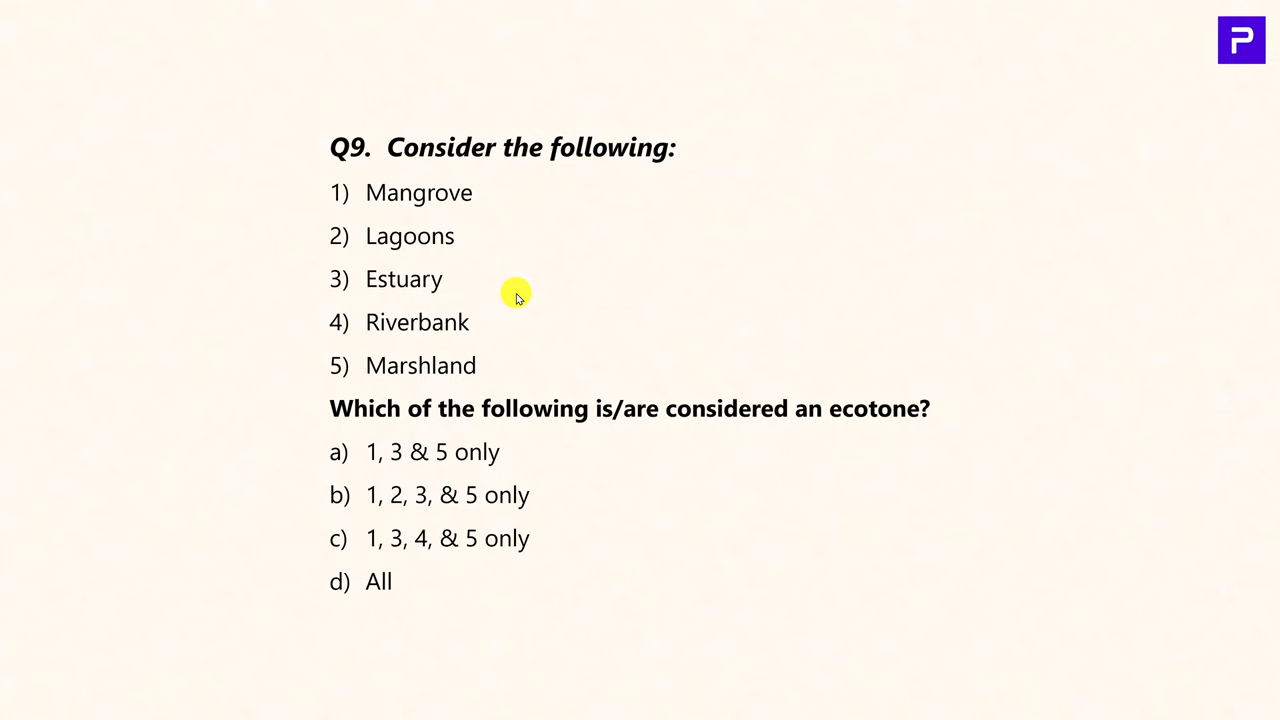 Q9. Consider the following:
1) Mangrove
2) Lagoons
3) Estuary
4) Riverbank
5) Marshland
Which of the following is/are considered an ecotone?
a) 1, 3 & 5 only
b) 1, 2, 3, & 5 only
c) 1, 3, 4, & 5 only
d) All